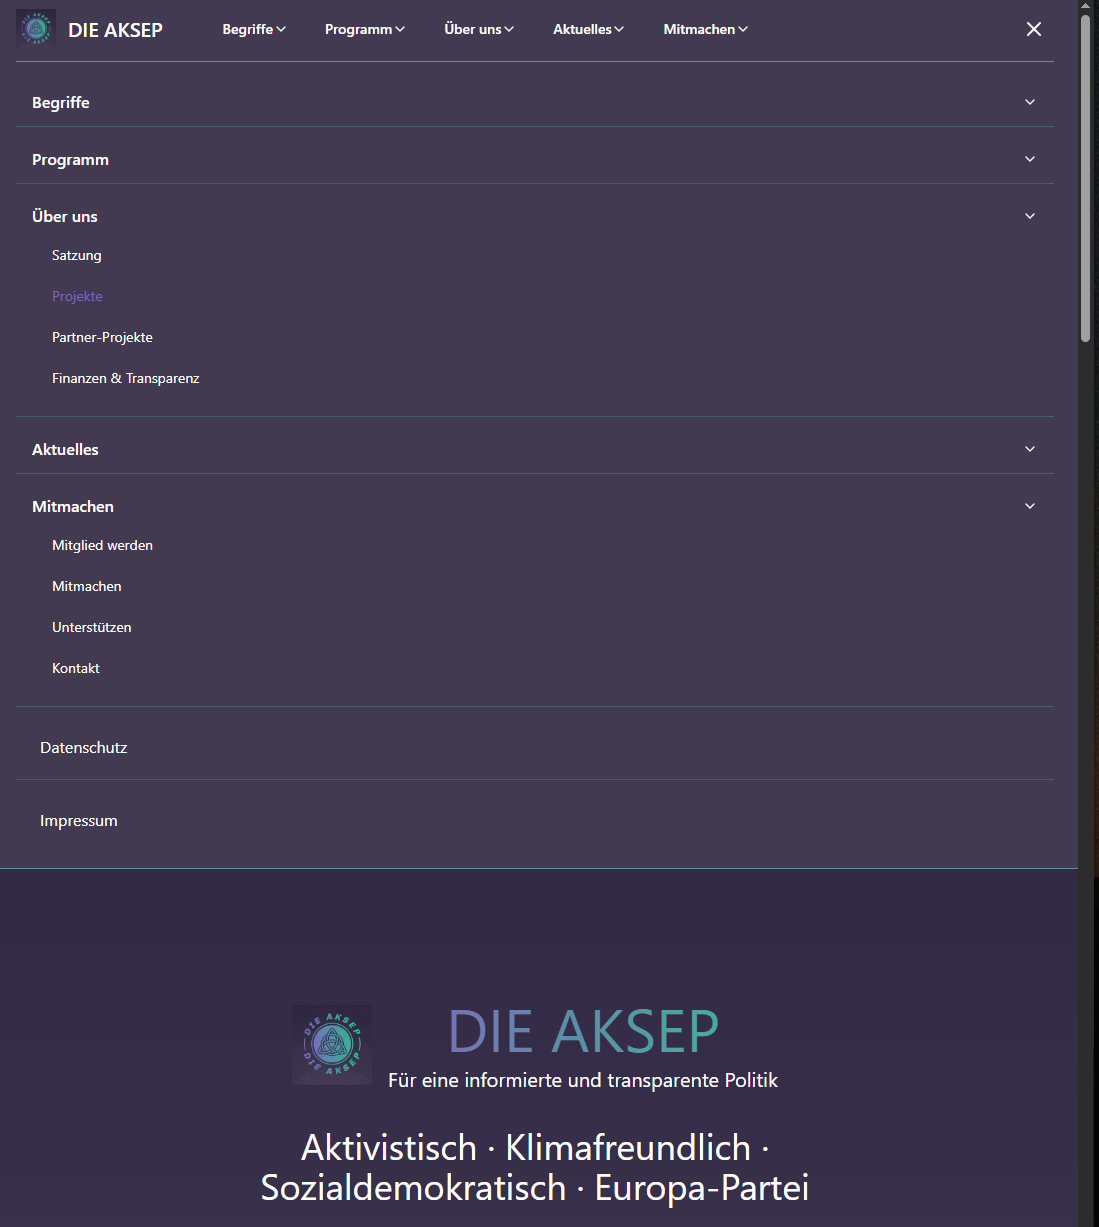 DIE AKSEP
Begriffe
Programm
Über uns
Aktuelles
Mitmachen
Begriffe
Programm
Über uns
Satzung
Projekte
Partner-Projekte
Finanzen & Transparenz
Aktuelles
Mitmachen
Mitglied werden
Mitmachen
Unterstützen
Kontakt
Datenschutz
Impressum
DIE AKSEP
DIE AKSEP
DIE AKSEP
Für eine informierte und transparente Politik
Aktivistisch · Klimafreundlich ·
Sozialdemokratisch · Europa-Partei